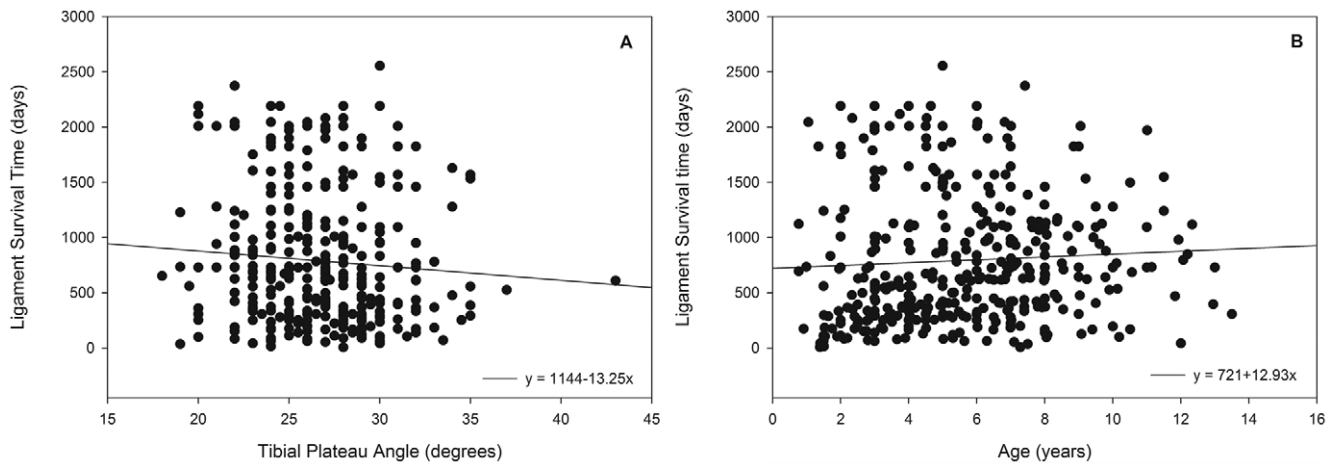 A
Ligament Survival Time (days)
3000
2500
2000
1500
1000
500
0
y = 1144-13.25x
15 20 25 30 35 40 45
Tibial Plateau Angle (degrees)
B
Ligament Survival time (days)
3000
2500
2000
1500
1000
500
0
y = 721+12.93x
0 2 4 6 8 10 12 14 16
Age (years)